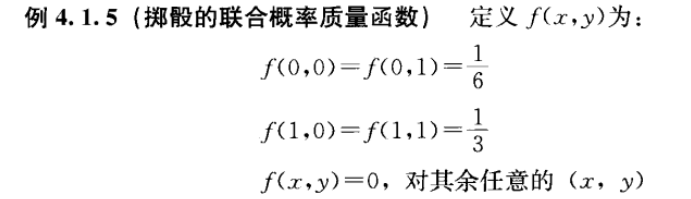 例 4.1.5 (掷骰的联合概率质量函数) 定义 f(x,y)为:
f(0,0)=f(0,1)=1/6
f(1,0)=f(1,1)=1/3
f(x,y)=0, 对其余任意的 (x, y)